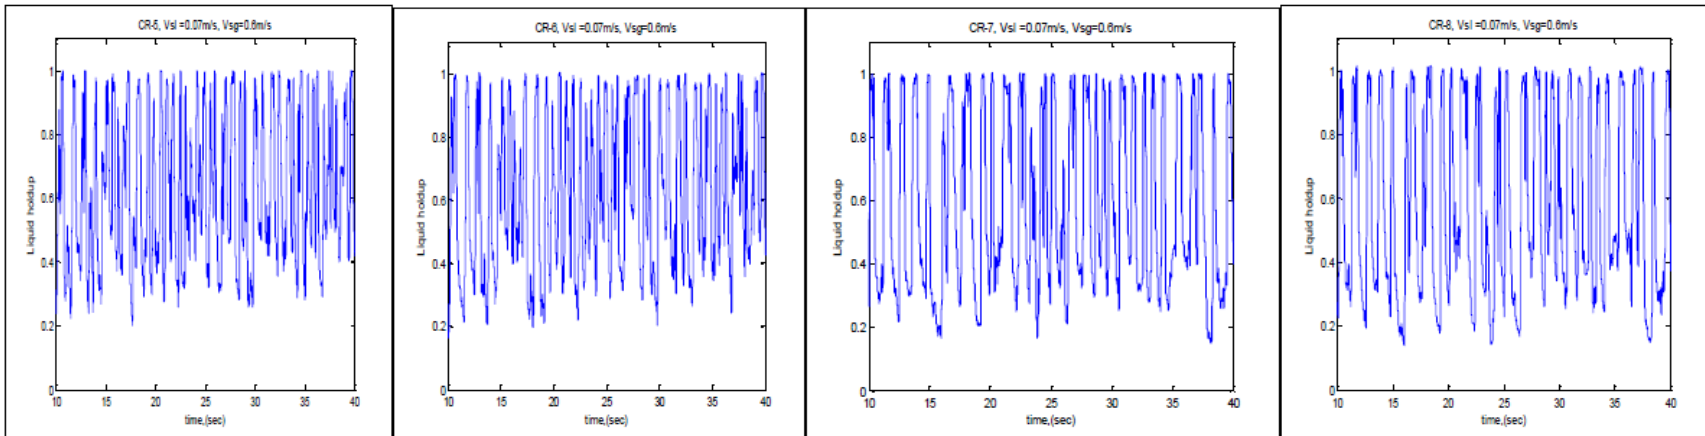 CR-5, Vsl =0.07m/s, Vsg=0.6m/s
1
0.8
0.6
0.4
0.2
0
Liquid holdup
10 15 20 25 30 35 40
time,(sec)
CR-6, Vsl =0.07m/s, Vsg=0.6m/s
1
0.8
0.6
0.4
0.2
0
Liquid holdup
10 15 20 25 30 35 40
time,(sec)
CR-7, Vsl =0.07m/s, Vsg=0.6m/s
1
0.8
0.6
0.4
0.2
0
Liquid holdup
10 15 20 25 30 35 40
time,(sec)
CR-8, Vsl =0.07m/s, Vsg=0.6m/s
1
0.8
0.6
0.4
0.2
0
Liquid holdup
10 15 20 25 30 35 40
time,(sec)